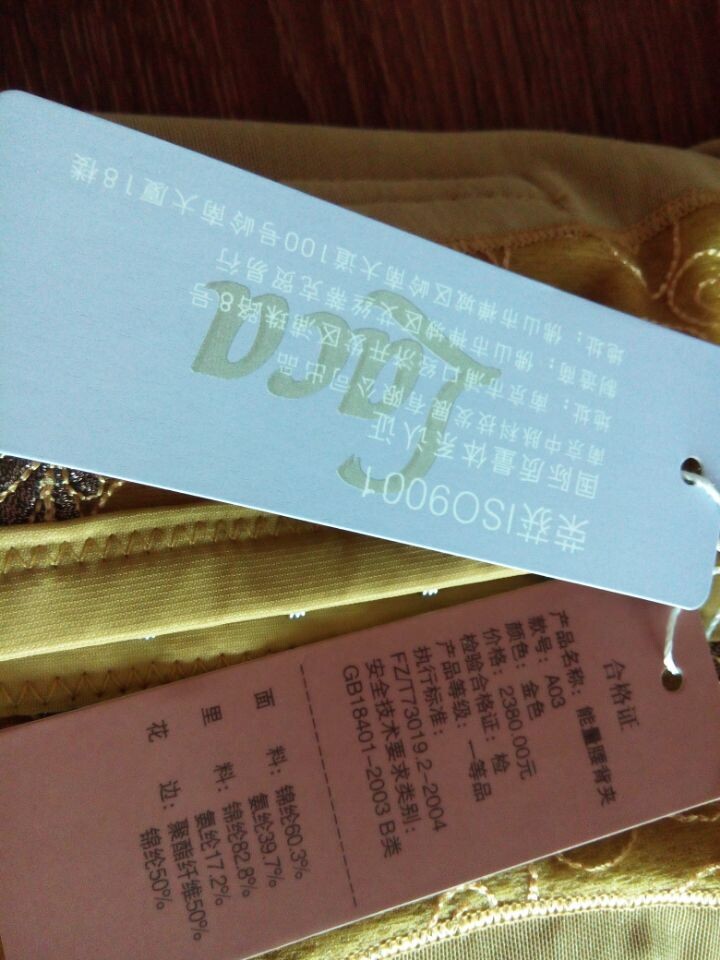 荣获ISO9001
国际质量体系认证
南京中脉科技发展有限公司出品
地址：南京市浦口经济开发区浦珠路8号
制造商：佛山市禅城区艾丝蒂克贸易行
地址：佛山市禅城区岭南大道100号岭南大厦18楼
合格证
产品名称：能量腰背夹
款号：A03
颜色：金色
价格：2380.00元
检验合格证：检
产品等级：一等品
执行标准：
FZ/T73019.2-2004
安全技术要求类别：
GB18401-2003 B类
面料：锦纶60.3%
氨纶39.7%
里料：锦纶82.8%
氨纶17.2%
花边：聚酯纤维50%
锦纶50%